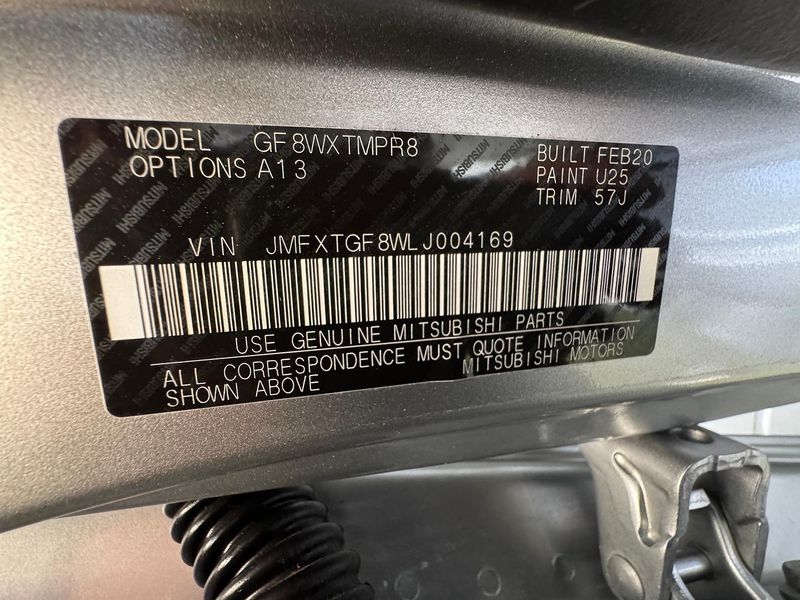 MODEL GF8WXTMPR8
OPTIONS A13
BUILT FEB20
PAINT U25
TRIM 57J
VIN JMFXTGF8WLJ004169
USE GENUINE MITSUBISHI PARTS
ALL CORRESPONDENCE MUST QUOTE INFORMATION
SHOWN ABOVE MITSUBISHI MOTORS